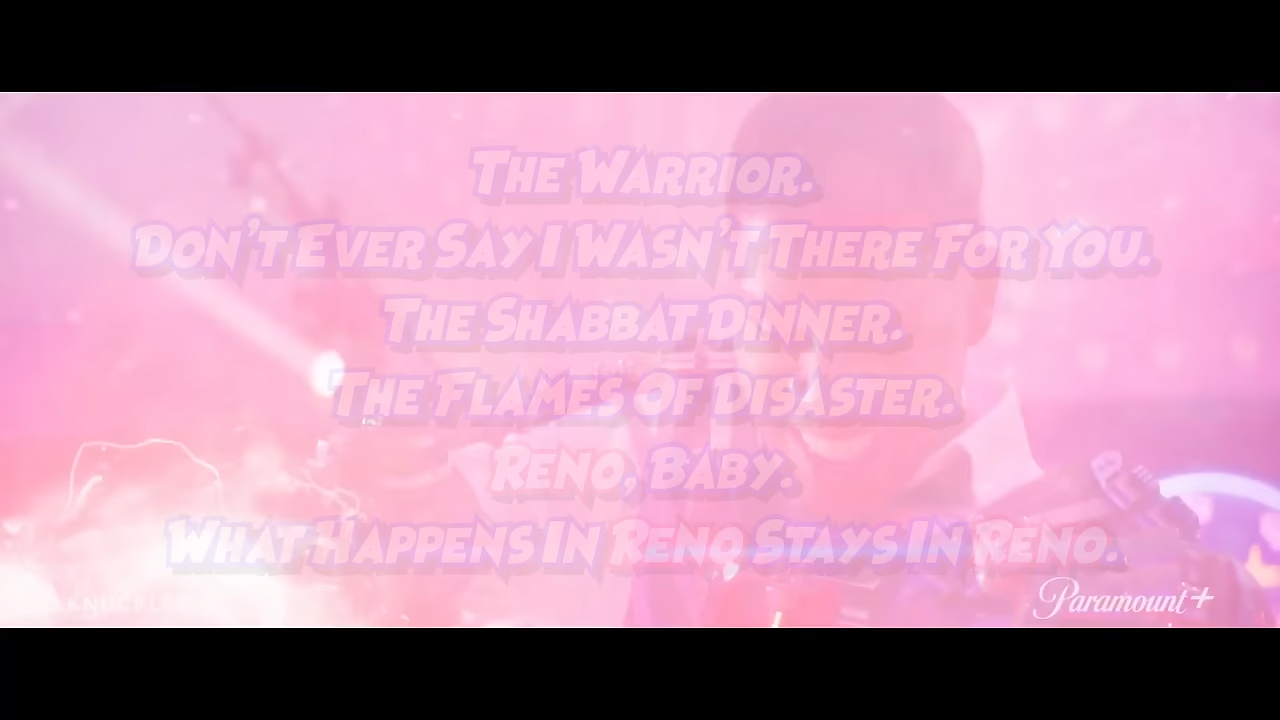 The Warrior.
Don't Ever Say I Wasn't There For You.
The Shabbat Dinner.
The Flames Of Disaster.
Reno, Baby.
What Happens In Reno Stays In Reno.
Paramount+